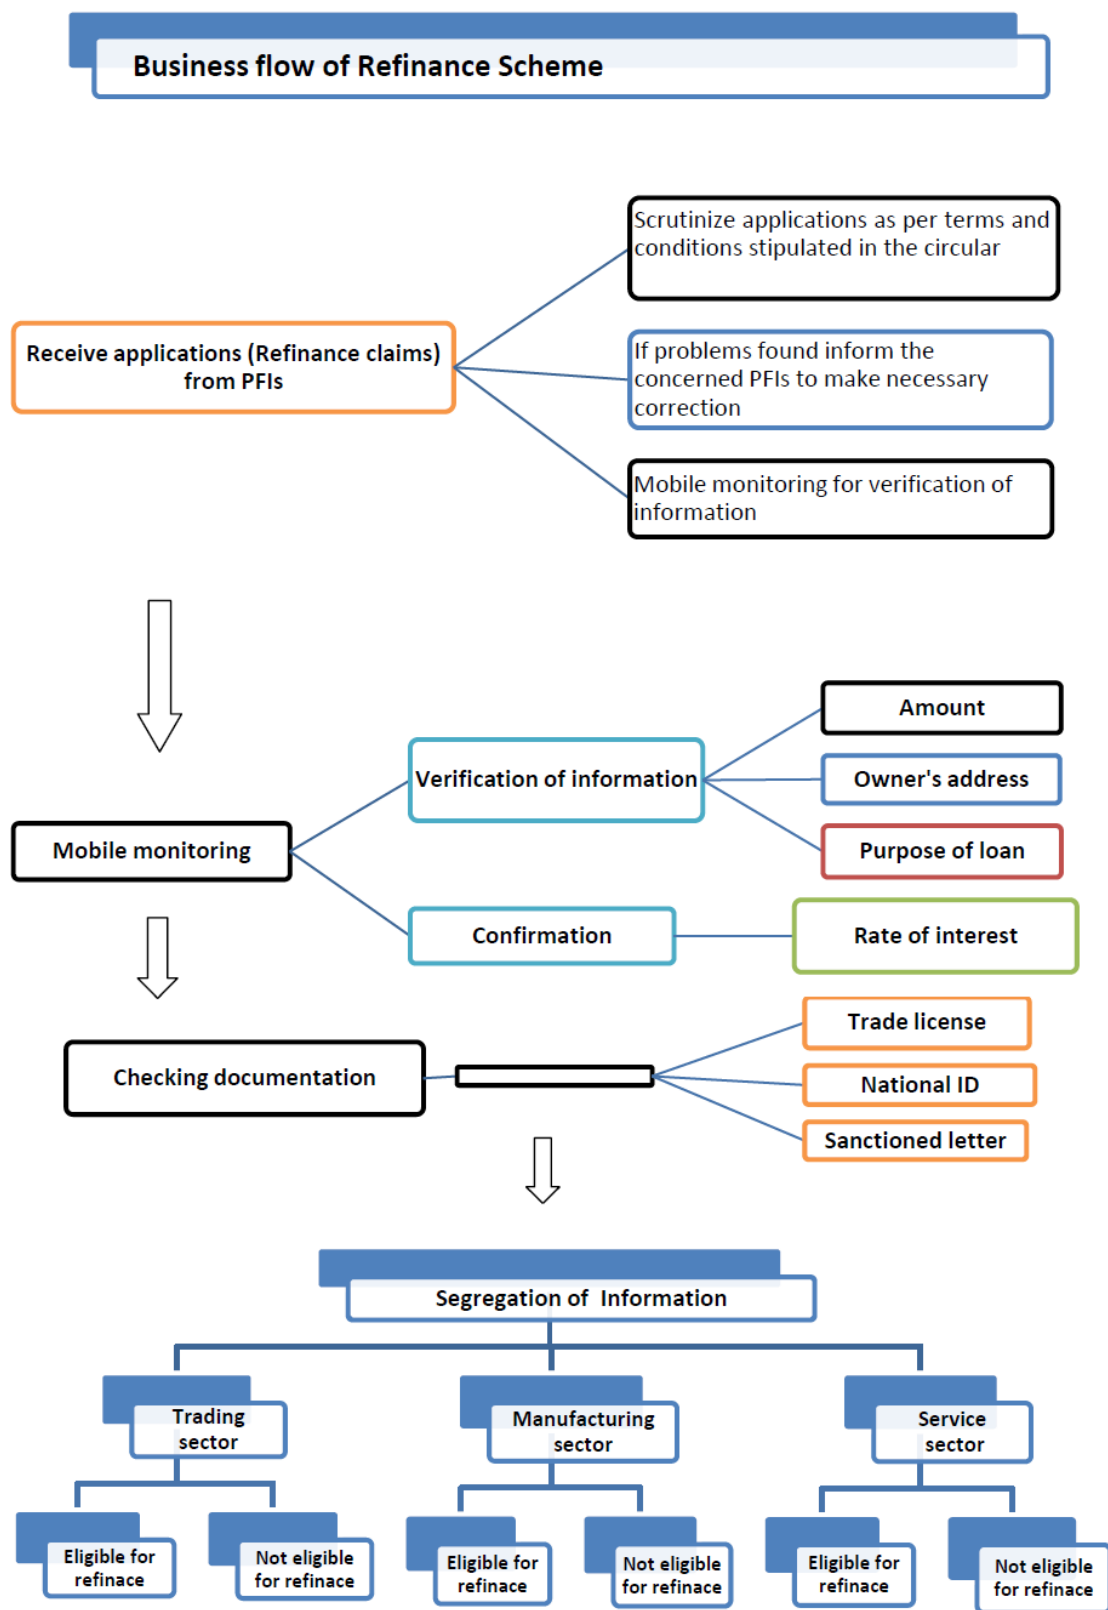 Business flow of Refinance Scheme
Scrutinize applications as per terms and
conditions stipulated in the circular
Receive applications (Refinance claims)
from PFIs
If problems found inform the
concerned PFIs to make necessary
correction
Mobile monitoring for verification of
information
Amount
Verification of information
Owner's address
Purpose of loan
Mobile monitoring
Confirmation
Rate of interest
Trade license
Checking documentation
National ID
Sanctioned letter
Segregation of  Information
Trading
sector
Manufacturing
sector
Service
sector
Eligible for
refinace
Not eligible
for refinace
Eligible for
refinace
Not eligible
for refinace
Eligible for
refinace
Not eligible
for refinace